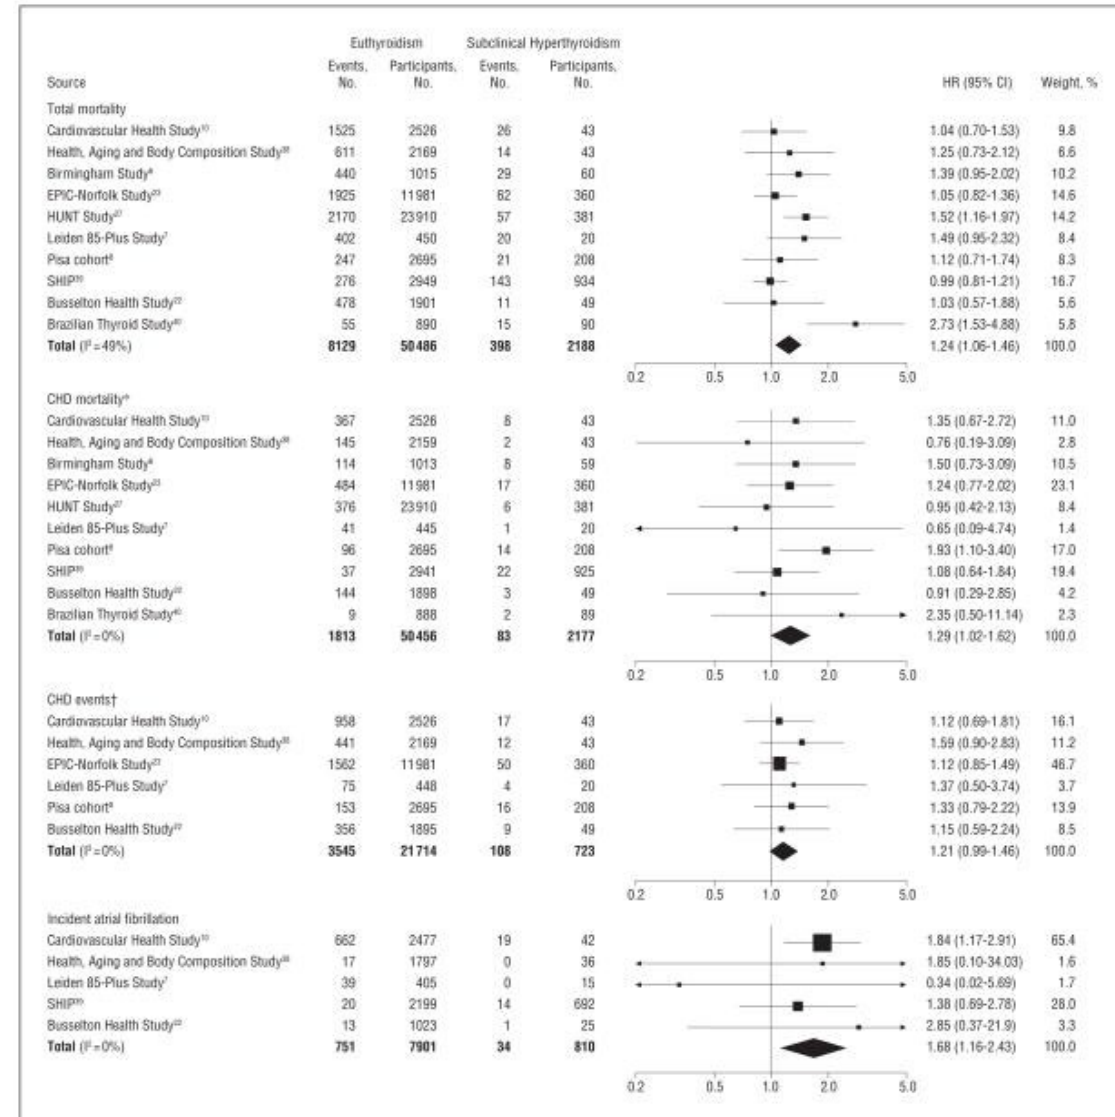 Euthyroidism Subclinical Hyperthyroidism
Events, Participants, Events, Participants,
Source No. No. No. No. HR (95% CI) Weight, %
Total mortality
Cardiovascular Health Study¹⁰ 1525 2526 26 43 1.04 (0.70-1.53) 9.8
Health, Aging and Body Composition Study 611 2169 14 43 1.25 (0.73-2.12) 6.6
Birmingham Study 440 1015 29 60 1.39 (0.95-2.02) 10.2
EPIC-Norfolk Study 1925 11981 62 360 1.05 (0.82-1.36) 14.6
HUNT Study 2170 23910 57 381 1.52 (1.16-1.97) 14.2
Leiden 85-Plus Study⁷ 402 450 20 20 1.49 (0.95-2.32) 8.4
Pisa cohort 247 2695 21 208 1.12 (0.71-1.74) 8.3
SHIP 276 2949 143 934 0.99 (0.81-1.21) 16.7
Busselton Health Study²² 478 1901 11 49 1.03 (0.57-1.88) 5.6
Brazilian Thyroid Study⁴⁰ 55 890 15 90 2.73 (1.53-4.88) 5.8
Total (I²=49%) 8129 50486 398 2188 1.24 (1.06-1.46) 100.0
0.2 0.5 1.0 2.0 5.0
CHD mortality*
Cardiovascular Health Study¹⁰ 367 2526 8 43 1.35 (0.67-2.72) 11.0
Health, Aging and Body Composition Study 145 2159 2 43 0.76 (0.19-3.09) 2.8
Birmingham Study 114 1013 8 59 1.50 (0.73-3.09) 10.5
EPIC-Norfolk Study 484 11981 17 360 1.24 (0.77-2.02) 23.1
HUNT Study 376 23910 6 381 0.95 (0.42-2.13) 8.4
Leiden 85-Plus Study⁷ 41 445 1 20 0.65 (0.09-4.74) 1.4
Pisa cohort 96 2695 14 208 1.93 (1.10-3.40) 17.0
SHIP 37 2941 22 925 1.08 (0.64-1.84) 19.4
Busselton Health Study²² 144 1898 3 49 0.91 (0.29-2.85) 4.2
Brazilian Thyroid Study⁴⁰ 9 888 2 89 2.35 (0.50-11.14) 2.3
Total (I²=0%) 1813 50456 83 2177 1.29 (1.02-1.62) 100.0
0.2 0.5 1.0 2.0 5.0
CHD events†
Cardiovascular Health Study¹⁰ 958 2526 17 43 1.12 (0.69-1.81) 16.1
Health, Aging and Body Composition Study 441 2169 12 43 1.59 (0.90-2.83) 11.2
EPIC-Norfolk Study 1562 11981 50 360 1.12 (0.85-1.49) 46.7
Leiden 85-Plus Study⁷ 75 448 4 20 1.37 (0.50-3.74) 3.7
Pisa cohort 153 2695 16 208 1.33 (0.79-2.22) 13.9
Busselton Health Study²² 356 1895 9 49 1.15 (0.59-2.24) 8.5
Total (I²=0%) 3545 21714 108 723 1.21 (0.99-1.46) 100.0
0.2 0.5 1.0 2.0 5.0
Incident atrial fibrillation
Cardiovascular Health Study¹⁰ 662 2477 19 42 1.84 (1.17-2.91) 65.4
Health, Aging and Body Composition Study 17 1797 0 36 1.85 (0.10-34.03) 1.6
Leiden 85-Plus Study⁷ 39 405 0 15 0.34 (0.02-5.69) 1.7
SHIP 20 2199 14 692 1.38 (0.69-2.78) 28.0
Busselton Health Study²² 13 1023 1 25 2.85 (0.37-21.9) 3.3
Total (I²=0%) 751 7901 34 810 1.68 (1.16-2.43) 100.0
0.2 0.5 1.0 2.0 5.0